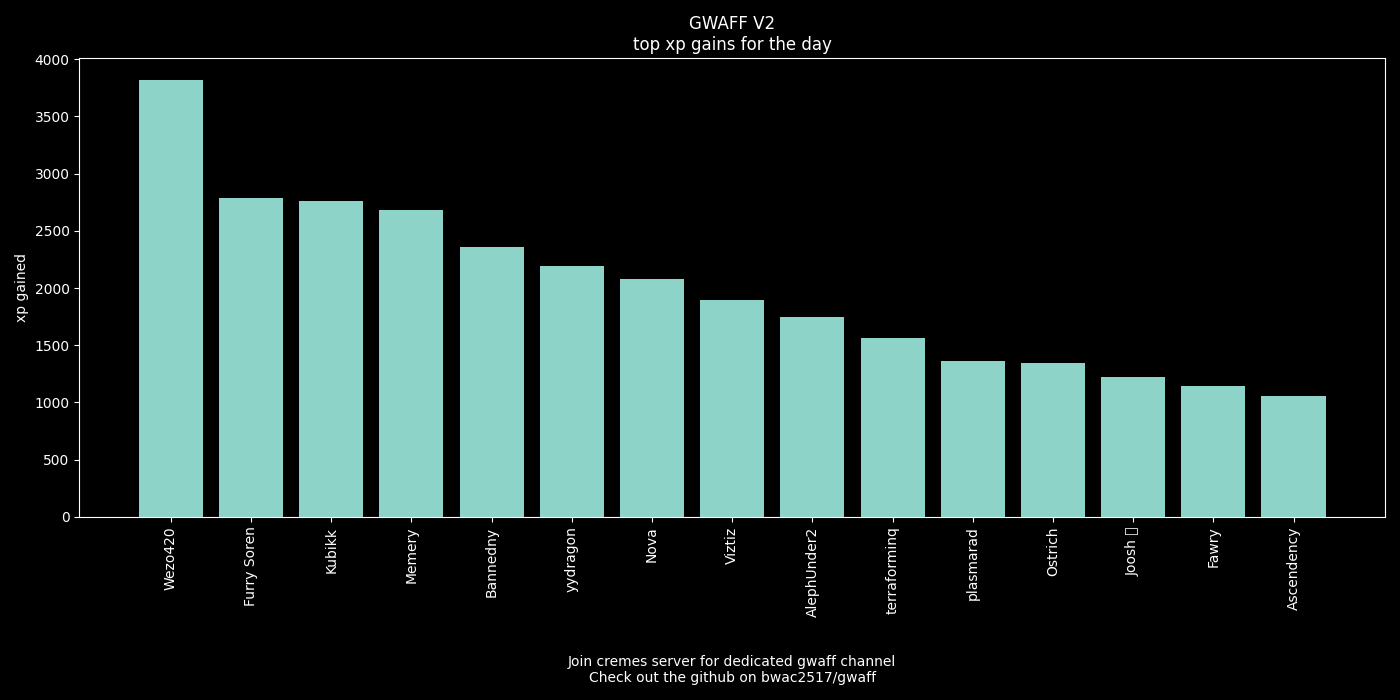 GWAFF V2
top xp gains for the day
4000
3500
3000
2500
2000
1500
1000
500
0
xp gained
Wezo420
Furry Soren
Kubikk
Memery
Bannedny
yydragon
Nova
Viztiz
AlephUnder2
terraforminq
plasmarad
Ostrich
Joosh
Fawry
Ascendency
Join cremes server for dedicated gwaff channel
Check out the github on bwac2517/gwaff